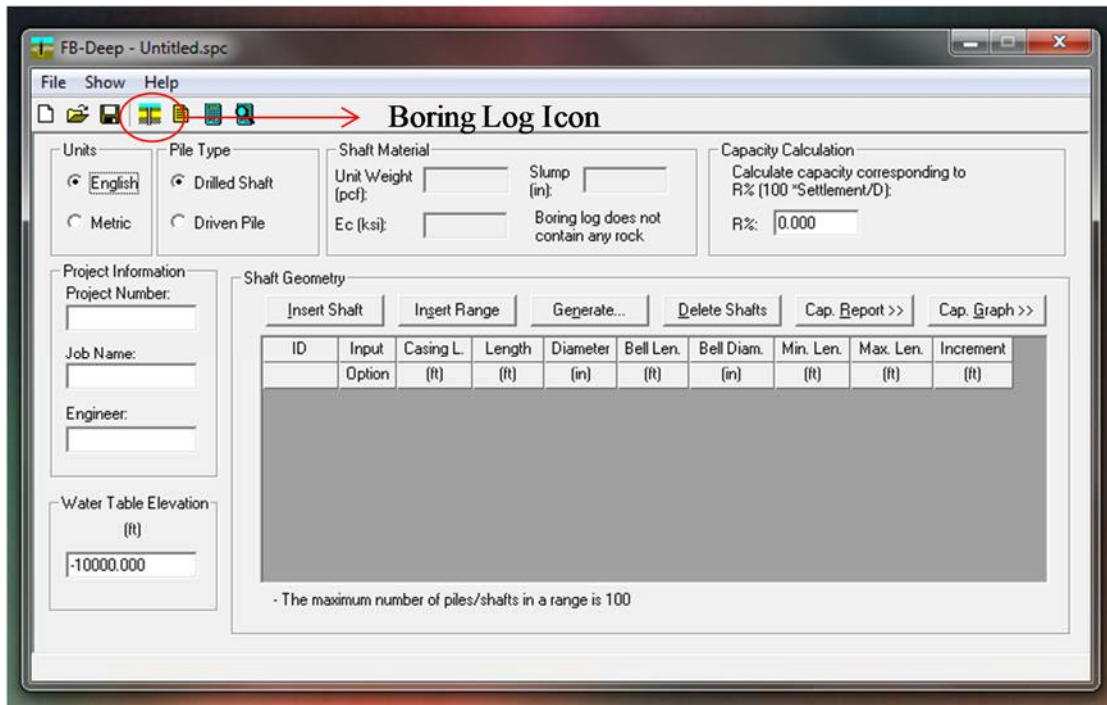 FB-Deep - Untitled.spc
File Show Help
Boring Log Icon
Units
English
Metric
Pile Type
Drilled Shaft
Driven Pile
Shaft Material
Unit Weight
(pcf):
Slump
(in):
Ec (ksi):
Boring log does not
contain any rock
Capacity Calculation
Calculate capacity corresponding to
R% (100 *Settlement/D):
R%: 0.000
Project Information
Project Number:
Job Name:
Engineer:
Water Table Elevation
(ft)
-10000.000
Shaft Geometry
Insert Shaft Insert Range Generate... Delete Shafts Cap. Report >> Cap. Graph >>
ID Input Casing L. Length Diameter Bell Len. Bell Diam. Min. Len. Max. Len. Increment
Option (ft) (ft) (in) (ft) (in) (ft) (ft) (ft)
- The maximum number of piles/shafts in a range is 100